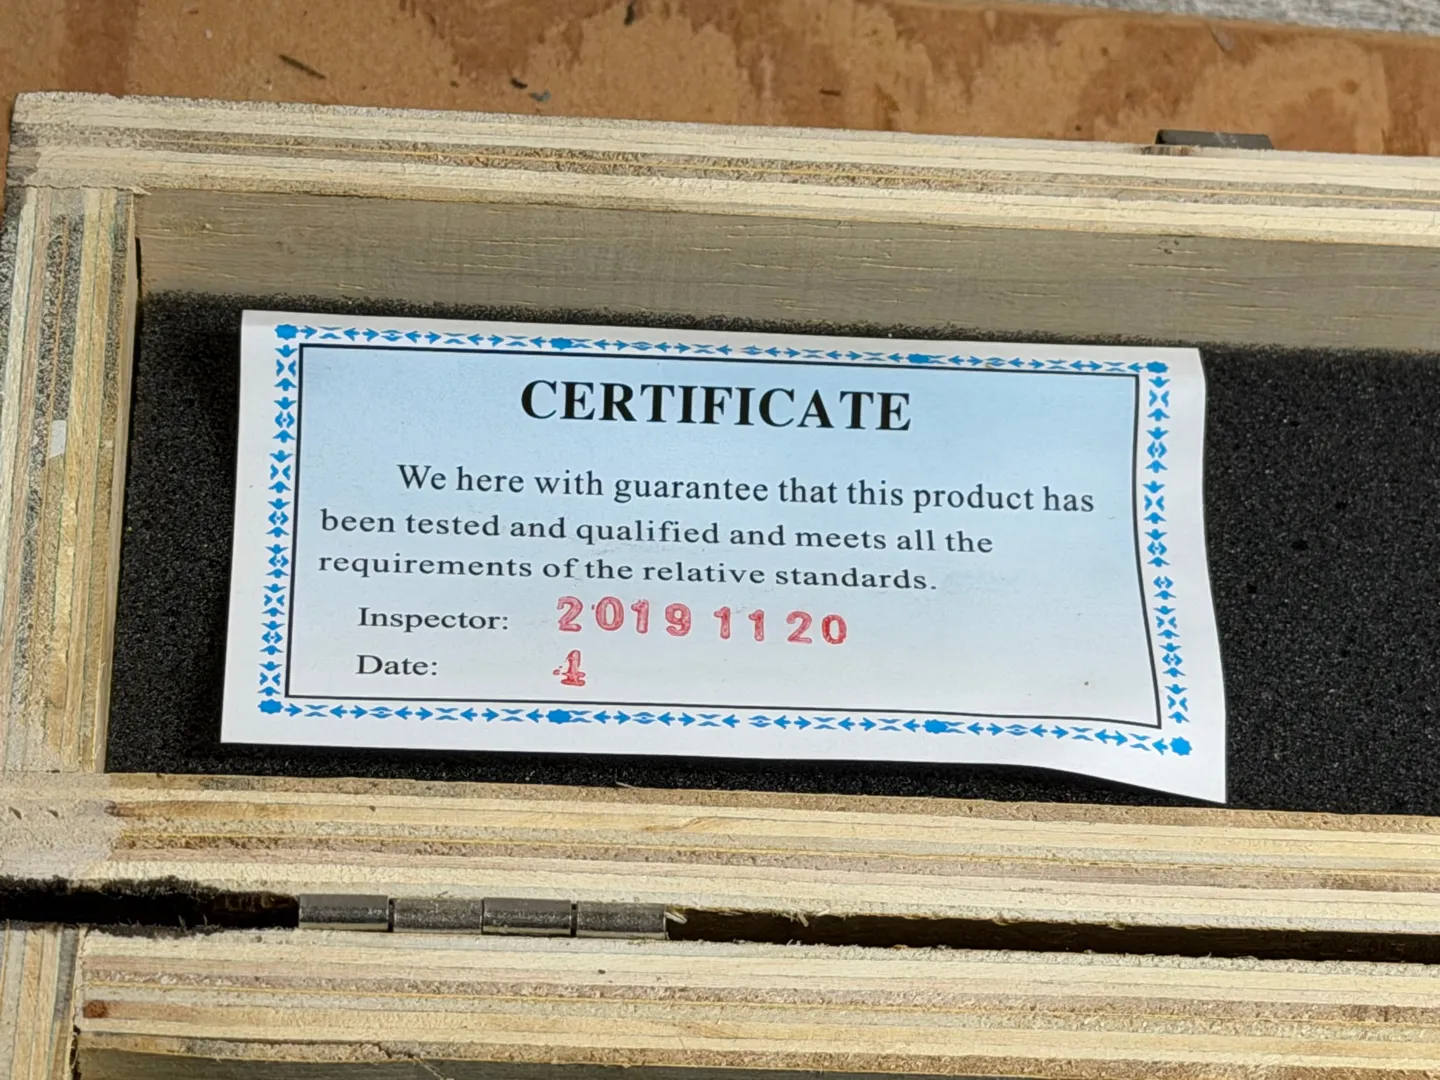 CERTIFICATE
We here with guarantee that this product has
been tested and qualified and meets all the
requirements of the relative standards.
Inspector: 2019 11 20
Date: 4